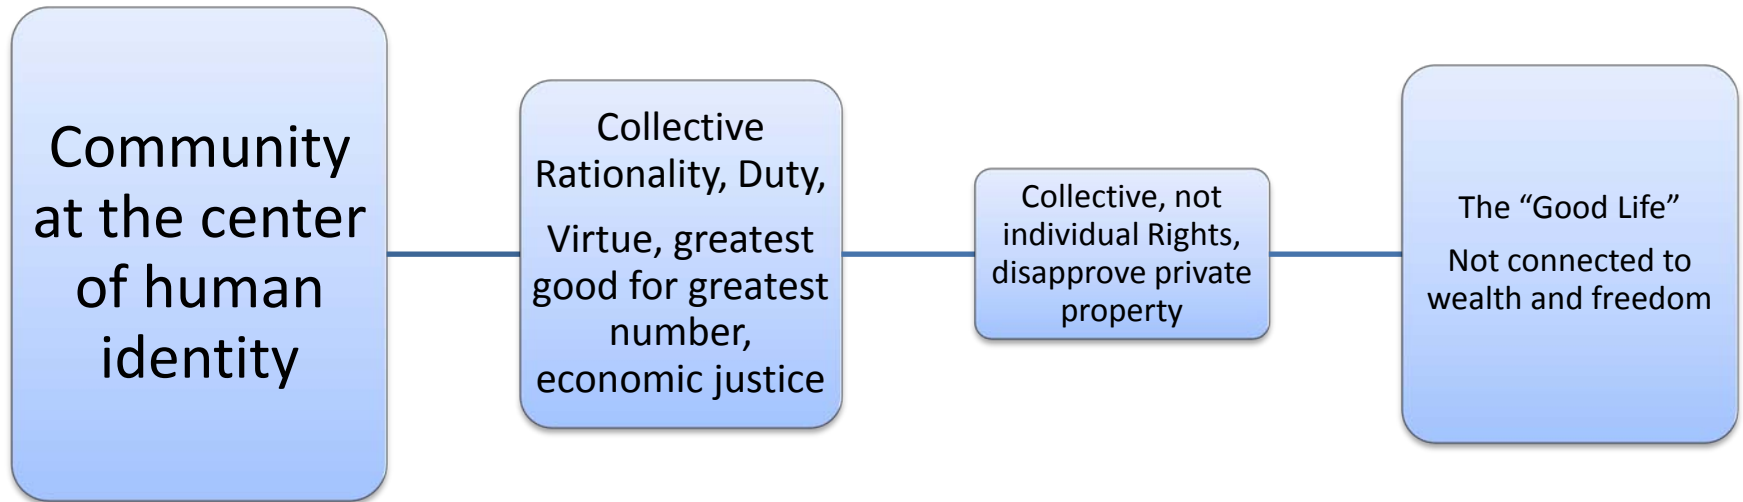 Community
at the center
of human
identity
Collective
Rationality, Duty,
Virtue, greatest
good for greatest
number,
economic justice
Collective, not
individual Rights,
disapprove private
property
The “Good Life”
Not connected to
wealth and freedom